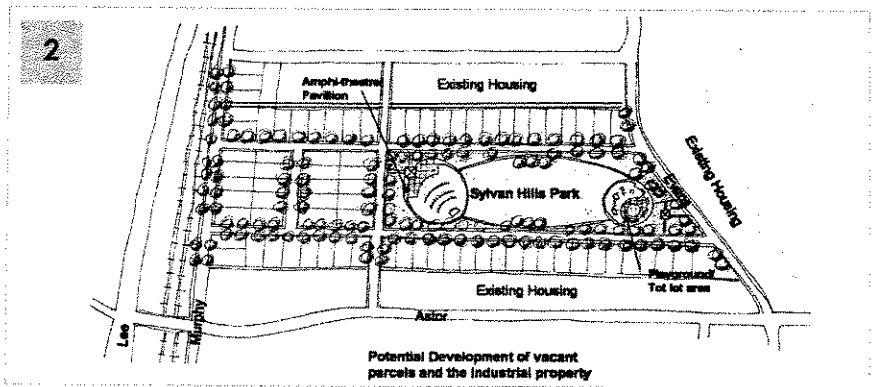 2
Amphi-theatre/
Pavillion
Existing Housing
Existing Housing
Sylvan Hills Park
Playground/
Tot lot area
Existing Housing
Astor
Lee
Murphy
Potential Development of vacant
parcels and the industrial property